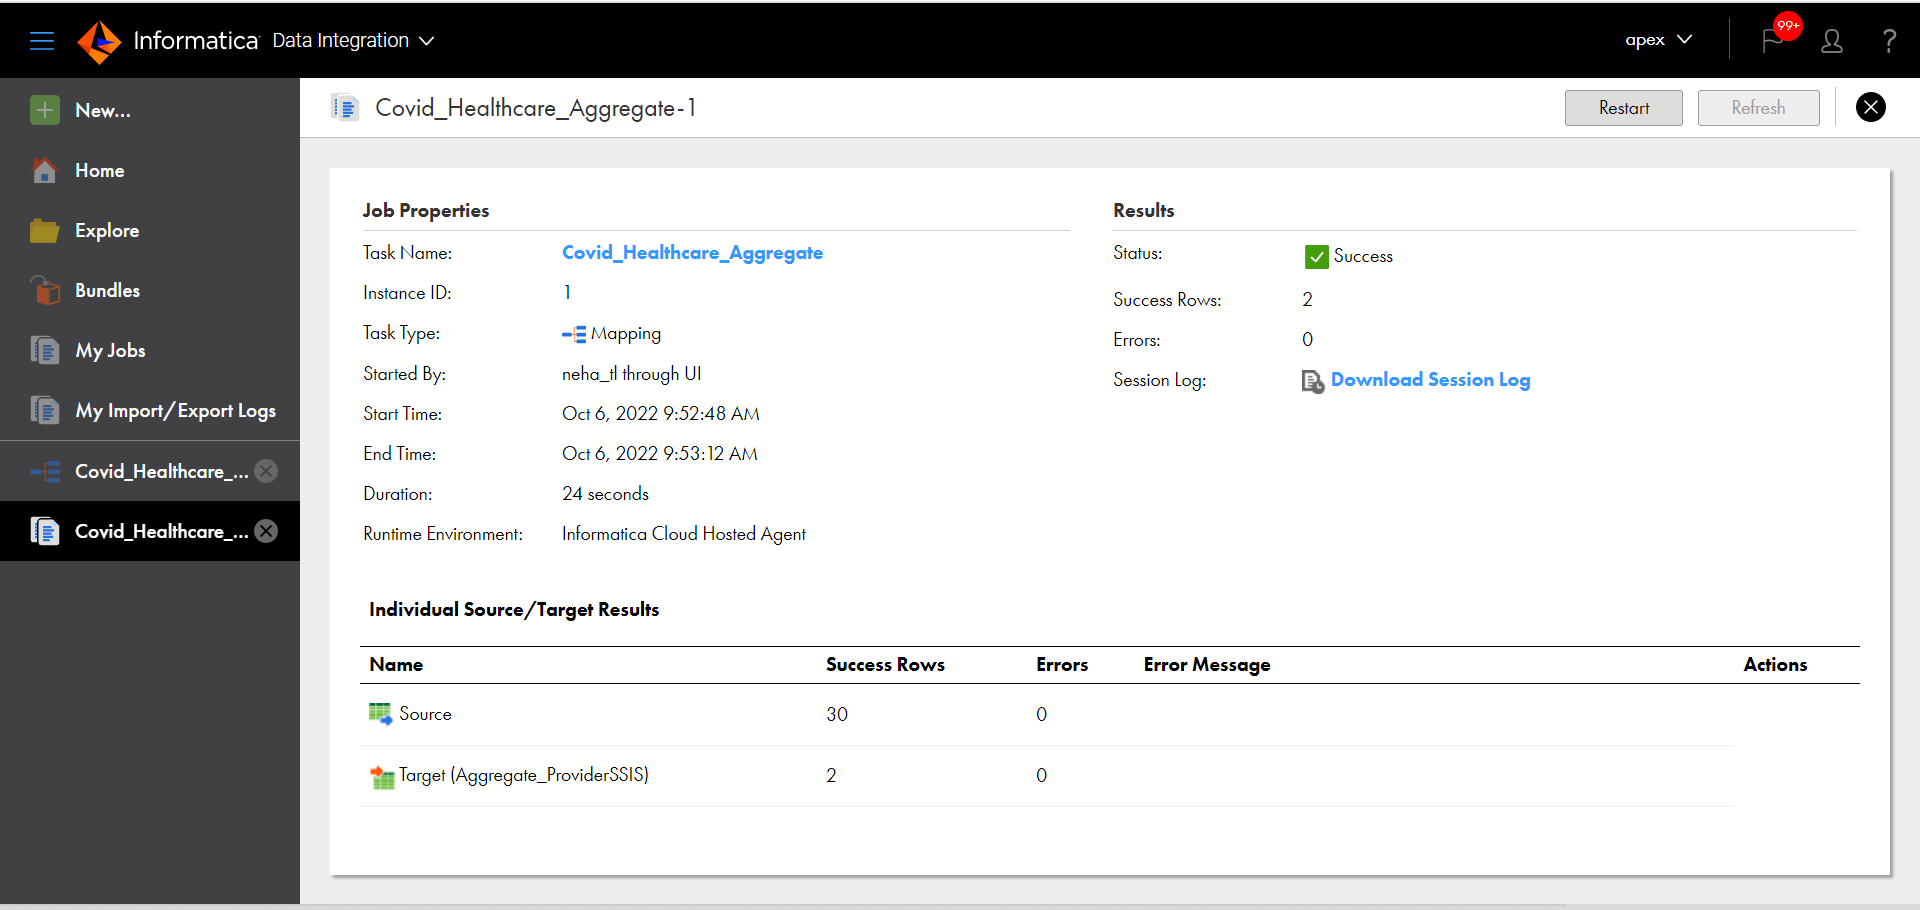 Informatica Data Integration
apex
99+
?
New...
Home
Explore
Bundles
My Jobs
My Import/Export Logs
Covid_Healthcare_...
Covid_Healthcare_...
Covid_Healthcare_Aggregate-1
Restart
Refresh
Job Properties
Task Name: Covid_Healthcare_Aggregate
Instance ID: 1
Task Type: Mapping
Started By: neha_tl through UI
Start Time: Oct 6, 2022 9:52:48 AM
End Time: Oct 6, 2022 9:53:12 AM
Duration: 24 seconds
Runtime Environment: Informatica Cloud Hosted Agent
Results
Status: Success
Success Rows: 2
Errors: 0
Session Log: Download Session Log
Individual Source/Target Results
Name Success Rows Errors Error Message Actions
Source 30 0
Target (Aggregate_ProviderSSIS) 2 0